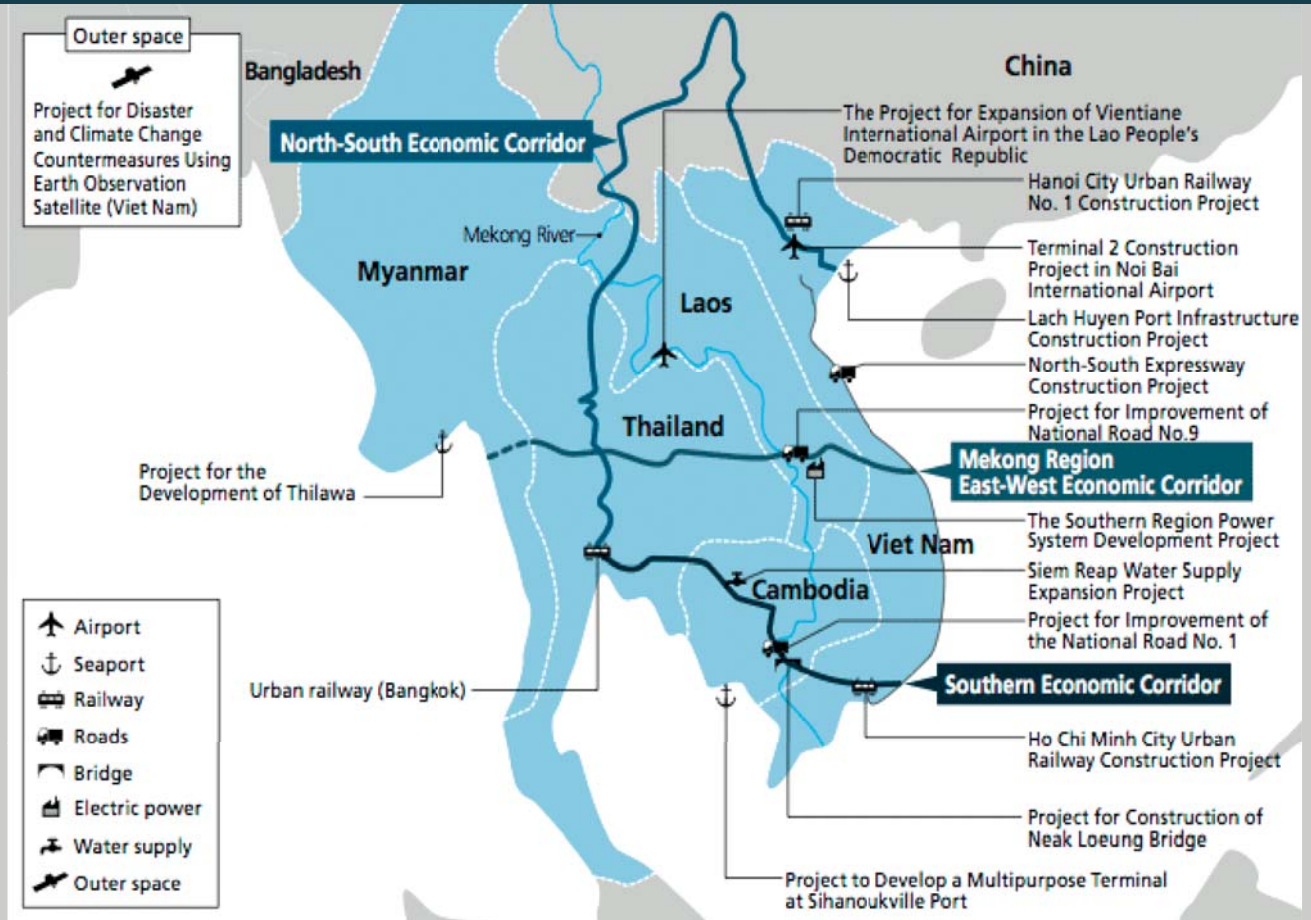 Outer space
Project for Disaster
and Climate Change
Countermeasures Using
Earth Observation
Satellite (Viet Nam)
Bangladesh
China
North-South Economic Corridor
The Project for Expansion of Vientiane
International Airport in the Lao People's
Democratic Republic
Hanoi City Urban Railway
No. 1 Construction Project
Mekong River
Terminal 2 Construction
Project in Noi Bai
International Airport
Myanmar
Laos
Lach Huyen Port Infrastructure
Construction Project
North-South Expressway
Construction Project
Thailand
Project for Improvement of
National Road No.9
Mekong Region
East-West Economic Corridor
Project for the
Development of Thilawa
The Southern Region Power
System Development Project
Viet Nam
Siem Reap Water Supply
Expansion Project
Cambodia
Project for Improvement of
the National Road No. 1
Southern Economic Corridor
Urban railway (Bangkok)
Ho Chi Minh City Urban
Railway Construction Project
Project for Construction of
Neak Loeung Bridge
Project to Develop a Multipurpose Terminal
at Sihanoukville Port
Airport
Seaport
Railway
Roads
Bridge
Electric power
Water supply
Outer space